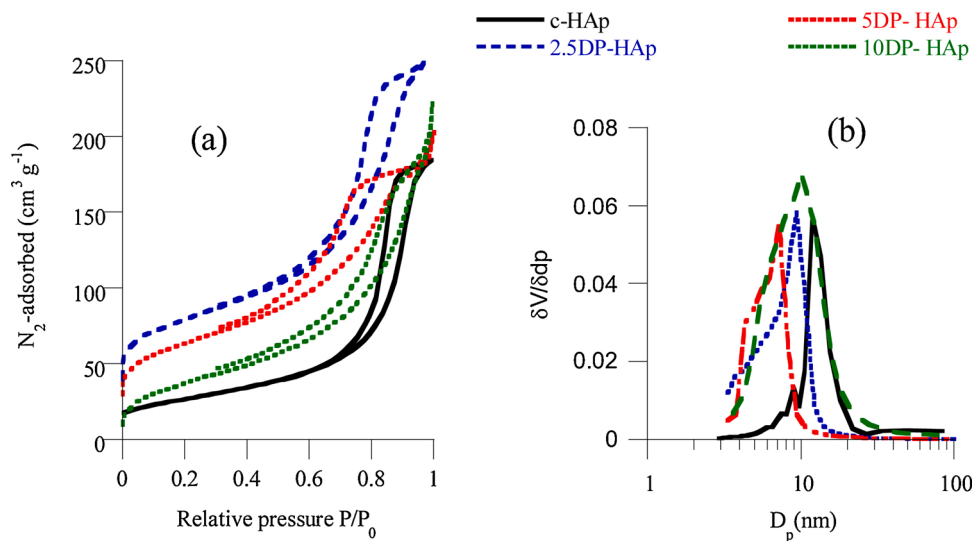 c-HAp
5DP- HAp
2.5DP-HAp
10DP- HAp
(a)
N₂-adsorbed (cm³ g⁻¹)
250
200
150
100
50
0
0 0.2 0.4 0.6 0.8 1
Relative pressure P/P₀
(b)
δV/δdp
0.08
0.06
0.04
0.02
0
1 10 100
Dₚ(nm)